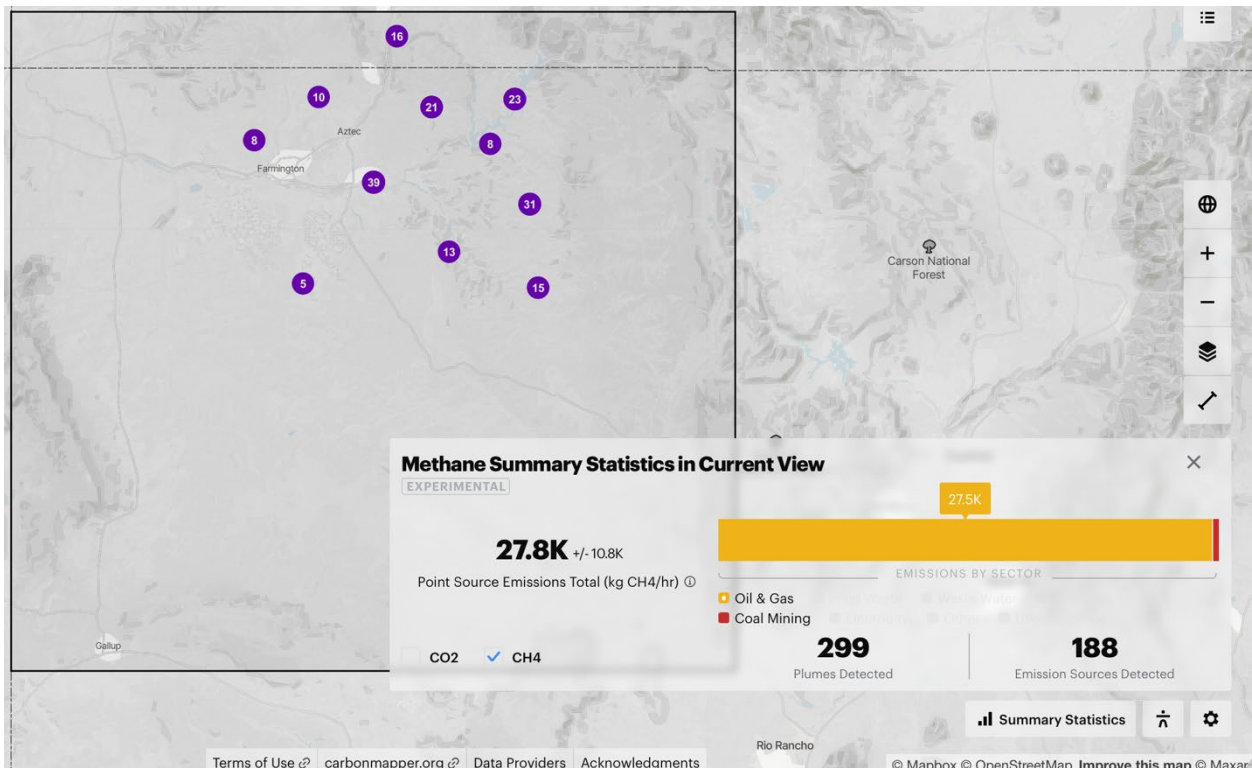 16
10
21
23
Aztec
8
8
Farmington
39
31
13
Carson National
Forest
5
15
Methane Summary Statistics in Current View
EXPERIMENTAL
27.5K
27.8K +/- 10.8K
Point Source Emissions Total (kg CH4/hr)
EMISSIONS BY SECTOR
Oil & Gas
Coal Mining
Gallup
CO2 CH4
299 188
Plumes Detected Emission Sources Detected
Summary Statistics
Rio Rancho
Terms of Use carbonmapper.org Data Providers Acknowledgments
© Mapbox © OpenStreetMap Improve this map © Maxar